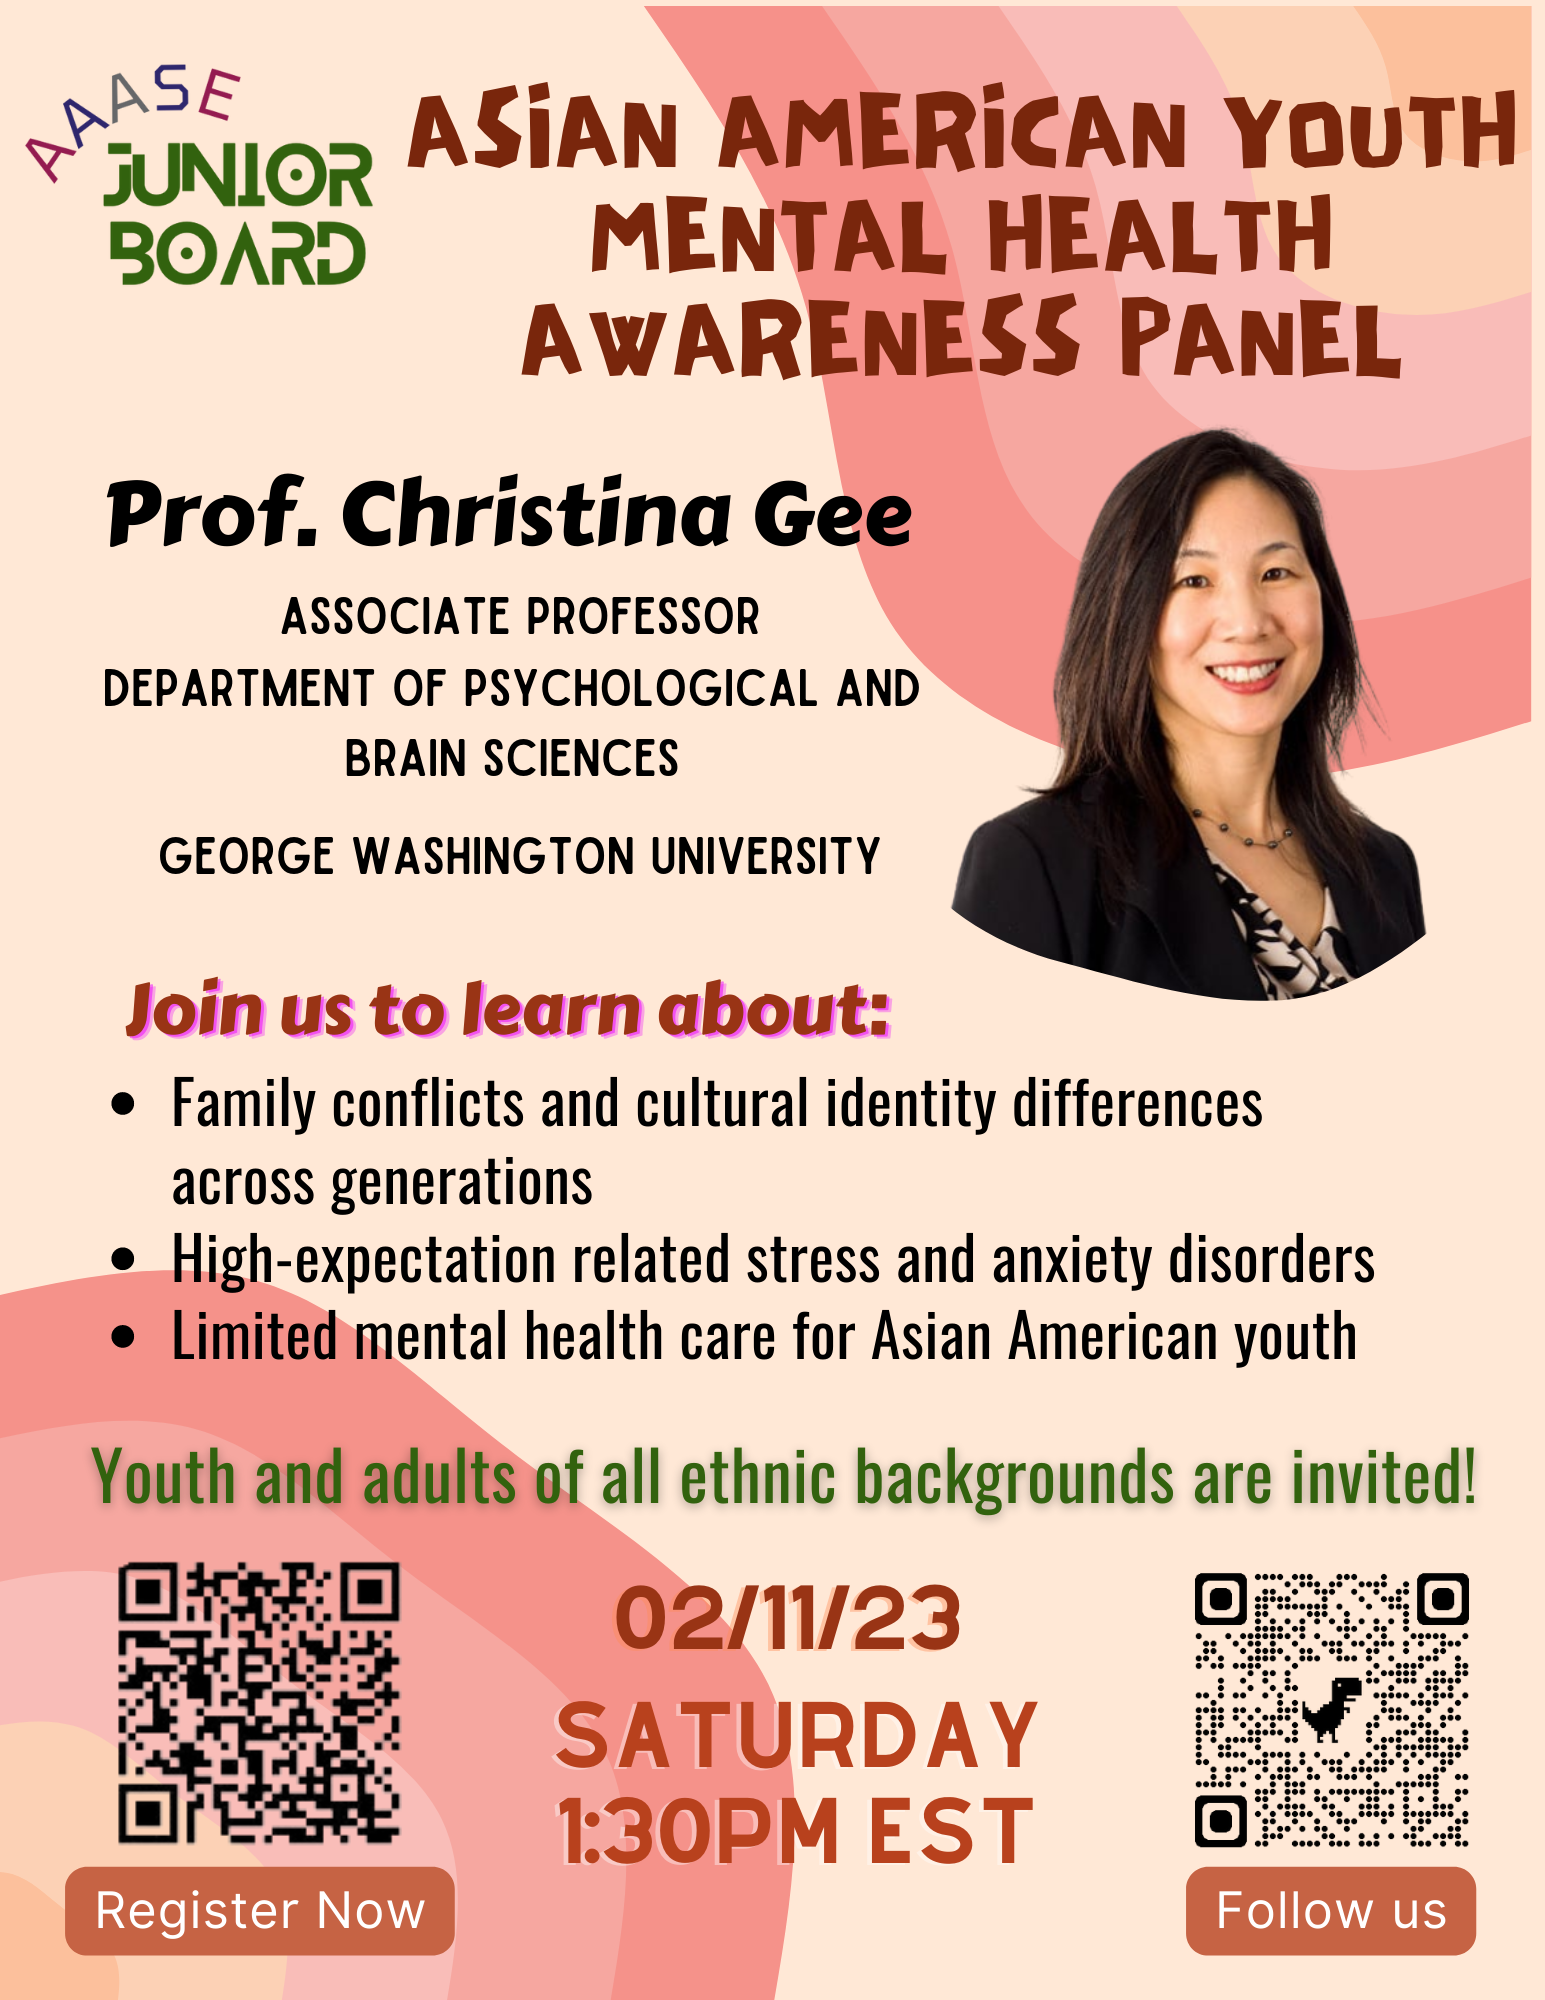 AAASE
JUNIOR
BOARD
ASiAN AMERiCAN YOUTH
MENTAL HEALTH
AWARENESS PANEL
Prof. Christina Gee
ASSOCIATE PROFESSOR
DEPARTMENT OF PSYCHOLOGICAL AND
BRAIN SCIENCES
GEORGE WASHINGTON UNIVERSITY
Join us to learn about:
• Family conflicts and cultural identity differences
across generations
• High-expectation related stress and anxiety disorders
• Limited mental health care for Asian American youth
Youth and adults of all ethnic backgrounds are invited!
02/11/23
SATURDAY
1:30PM EST
Register Now
Follow us